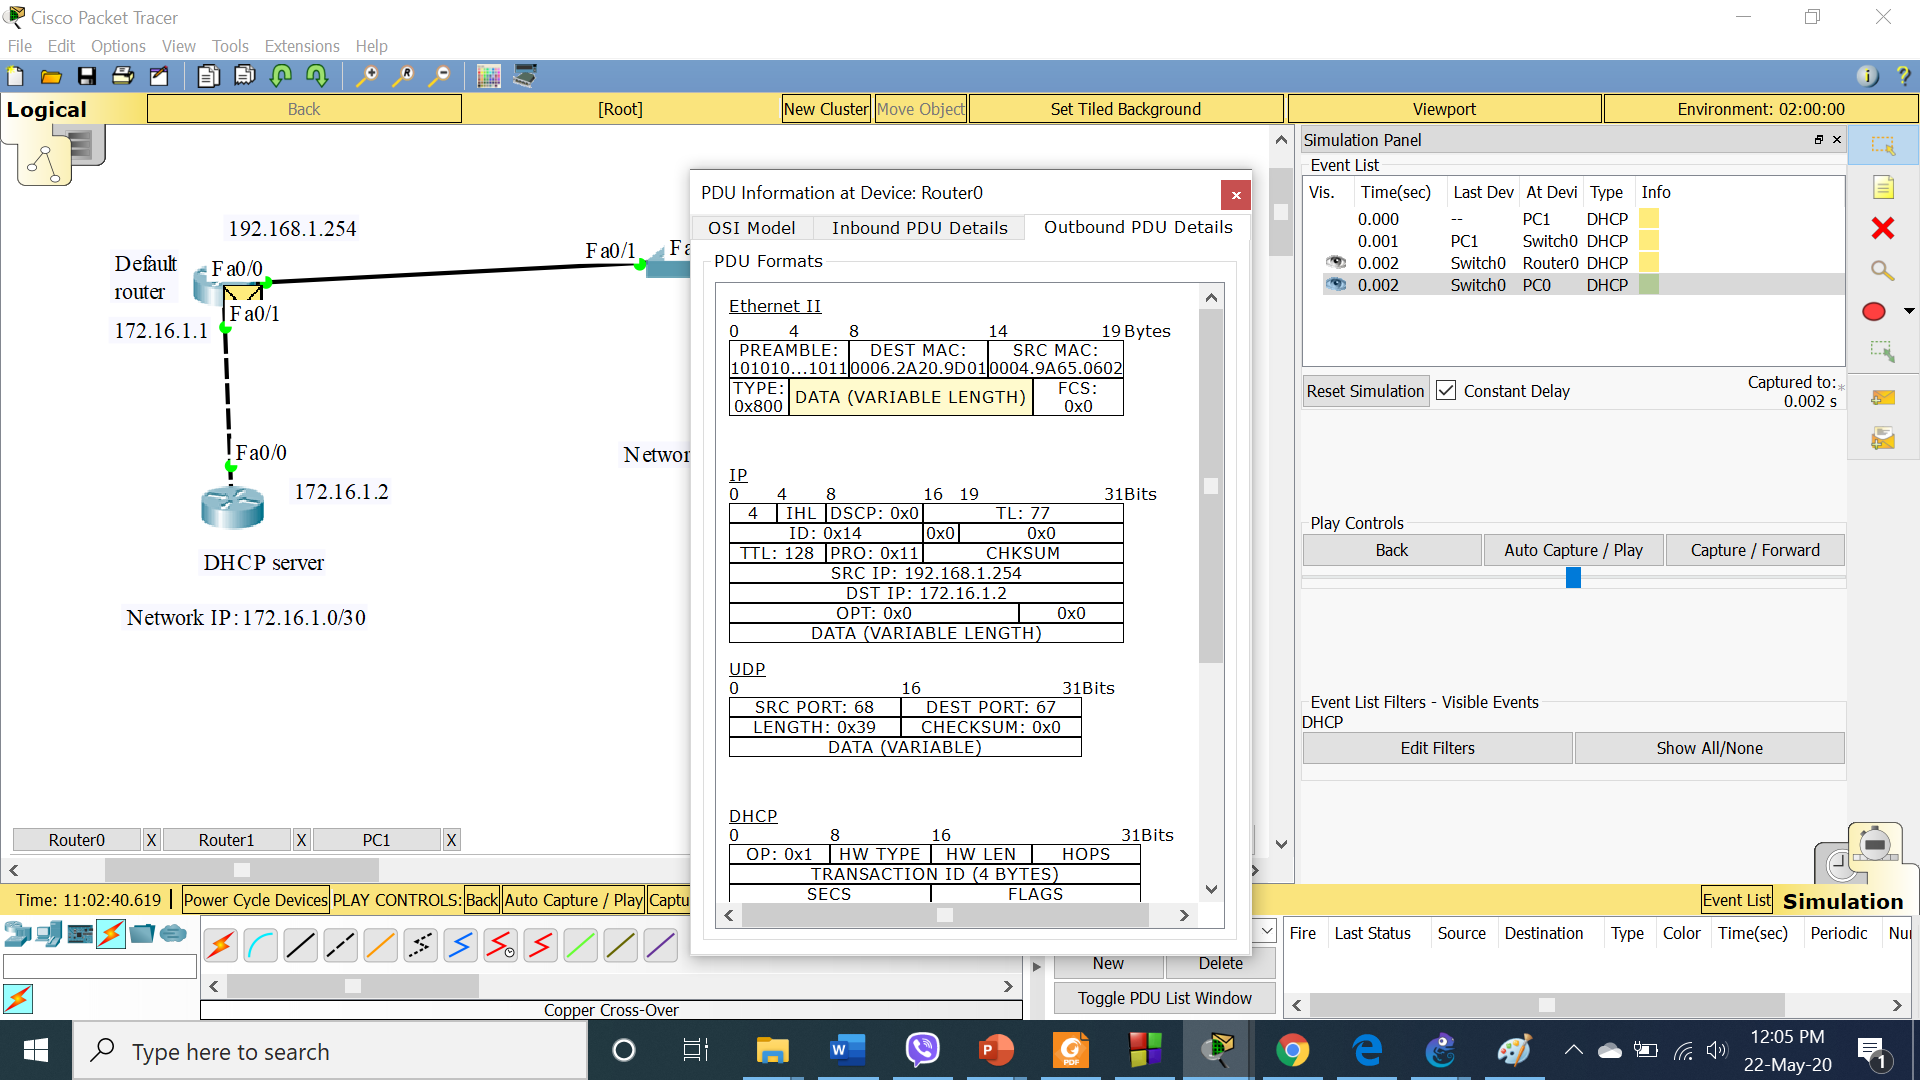 Cisco Packet Tracer
File Edit Options View Tools Extensions Help
Logical Back [Root] New Cluster Move Object Set Tiled Background Viewport Environment: 02:00:00
192.168.1.254
Default router
Fa0/0
Fa0/1
172.16.1.1
Fa0/1
Fa
Fa0/0
172.16.1.2
DHCP server
Network IP: 172.16.1.0/30
Networ
PDU Information at Device: Router0
OSI Model Inbound PDU Details Outbound PDU Details
PDU Formats
Ethernet II
0 4 8 14 19 Bytes
PREAMBLE: 101010...1011 DEST MAC: 0006.2A20.9D01 SRC MAC: 0004.9A65.0602
TYPE: 0x800 DATA (VARIABLE LENGTH) FCS: 0x0
IP
0 4 8 16 19 31 Bits
4 IHL DSCP: 0x0 TL: 77
ID: 0x14 0x0 0x0
TTL: 128 PRO: 0x11 CHKSUM
SRC IP: 192.168.1.254
DST IP: 172.16.1.2
OPT: 0x0 0x0
DATA (VARIABLE LENGTH)
UDP
0 16 31 Bits
SRC PORT: 68 DEST PORT: 67
LENGTH: 0x39 CHECKSUM: 0x0
DATA (VARIABLE)
DHCP
0 8 16 31 Bits
OP: 0x1 HW TYPE HW LEN HOPS
TRANSACTION ID (4 BYTES)
SECS FLAGS
Simulation Panel
Event List
Vis. Time(sec) Last Dev At Devi Type Info
0.000 -- PC1 DHCP
0.001 PC1 Switch0 DHCP
0.002 Switch0 Router0 DHCP
0.002 Switch0 PC0 DHCP
Reset Simulation Constant Delay Captured to: * 0.002 s
Play Controls
Back Auto Capture / Play Capture / Forward
Event List Filters - Visible Events
DHCP
Edit Filters Show All/None
Router0 X Router1 X PC1 X
Time: 11:02:40.619 Power Cycle Devices PLAY CONTROLS: Back Auto Capture / Play Captu
Event List Simulation
New Delete
Toggle PDU List Window
Fire Last Status Source Destination Type Color Time(sec) Periodic Nu
Copper Cross-Over
Type here to search
12:05 PM
22-May-20
1